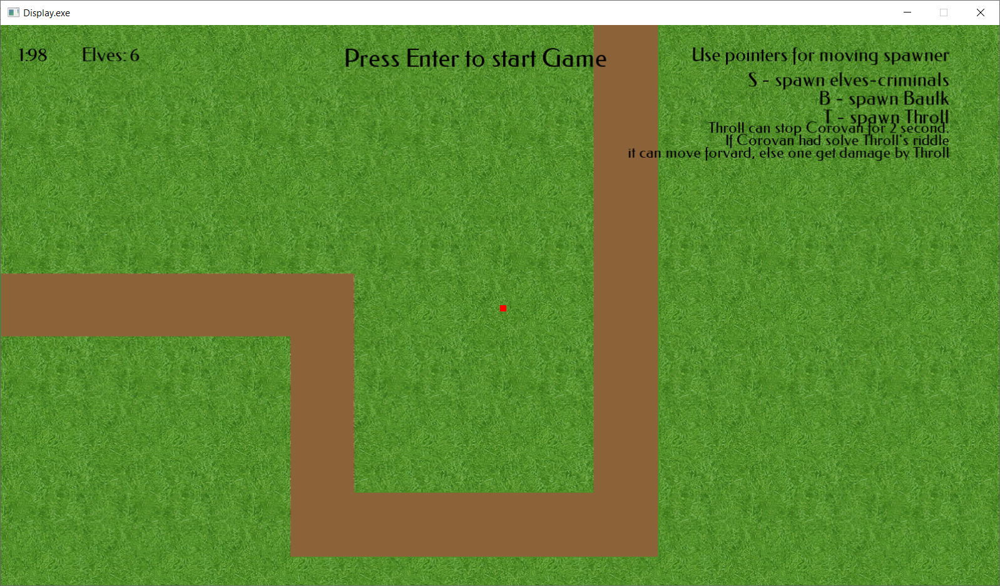 Display.exe
1:98
Elves: 6
Press Enter to start Game
Use pointers for moving spawner
S - spawn elves-criminals
B - spawn Baulk
T - spawn Throll
Throll can stop Corovan for 2 second.
If Corovan had solve Throll's riddle
it can move forvard, else one get damage by Throll